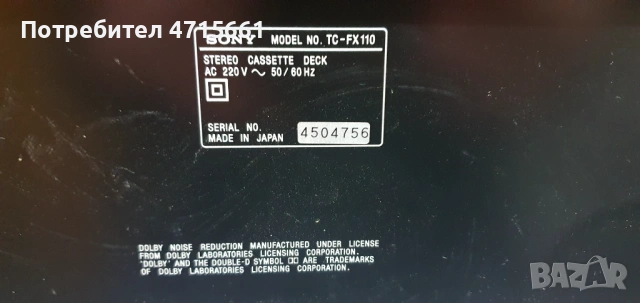 Потребител 4715661
SONY MODEL NO. TC-FX110
STEREO CASSETTE DECK
AC 220V ~ 50/60 HZ
SERIAL NO. 4504756
MADE IN JAPAN
DOLBY NOISE REDUCTION MANUFACTURED UNDER LICENSE
FROM DOLBY LABORATORIES LICENSING CORPORATION.
"DOLBY" AND THE DOUBLE-D SYMBOL ARE TRADEMARKS
OF DOLBY LABORATORIES LICENSING CORPORATION.
BAZAR